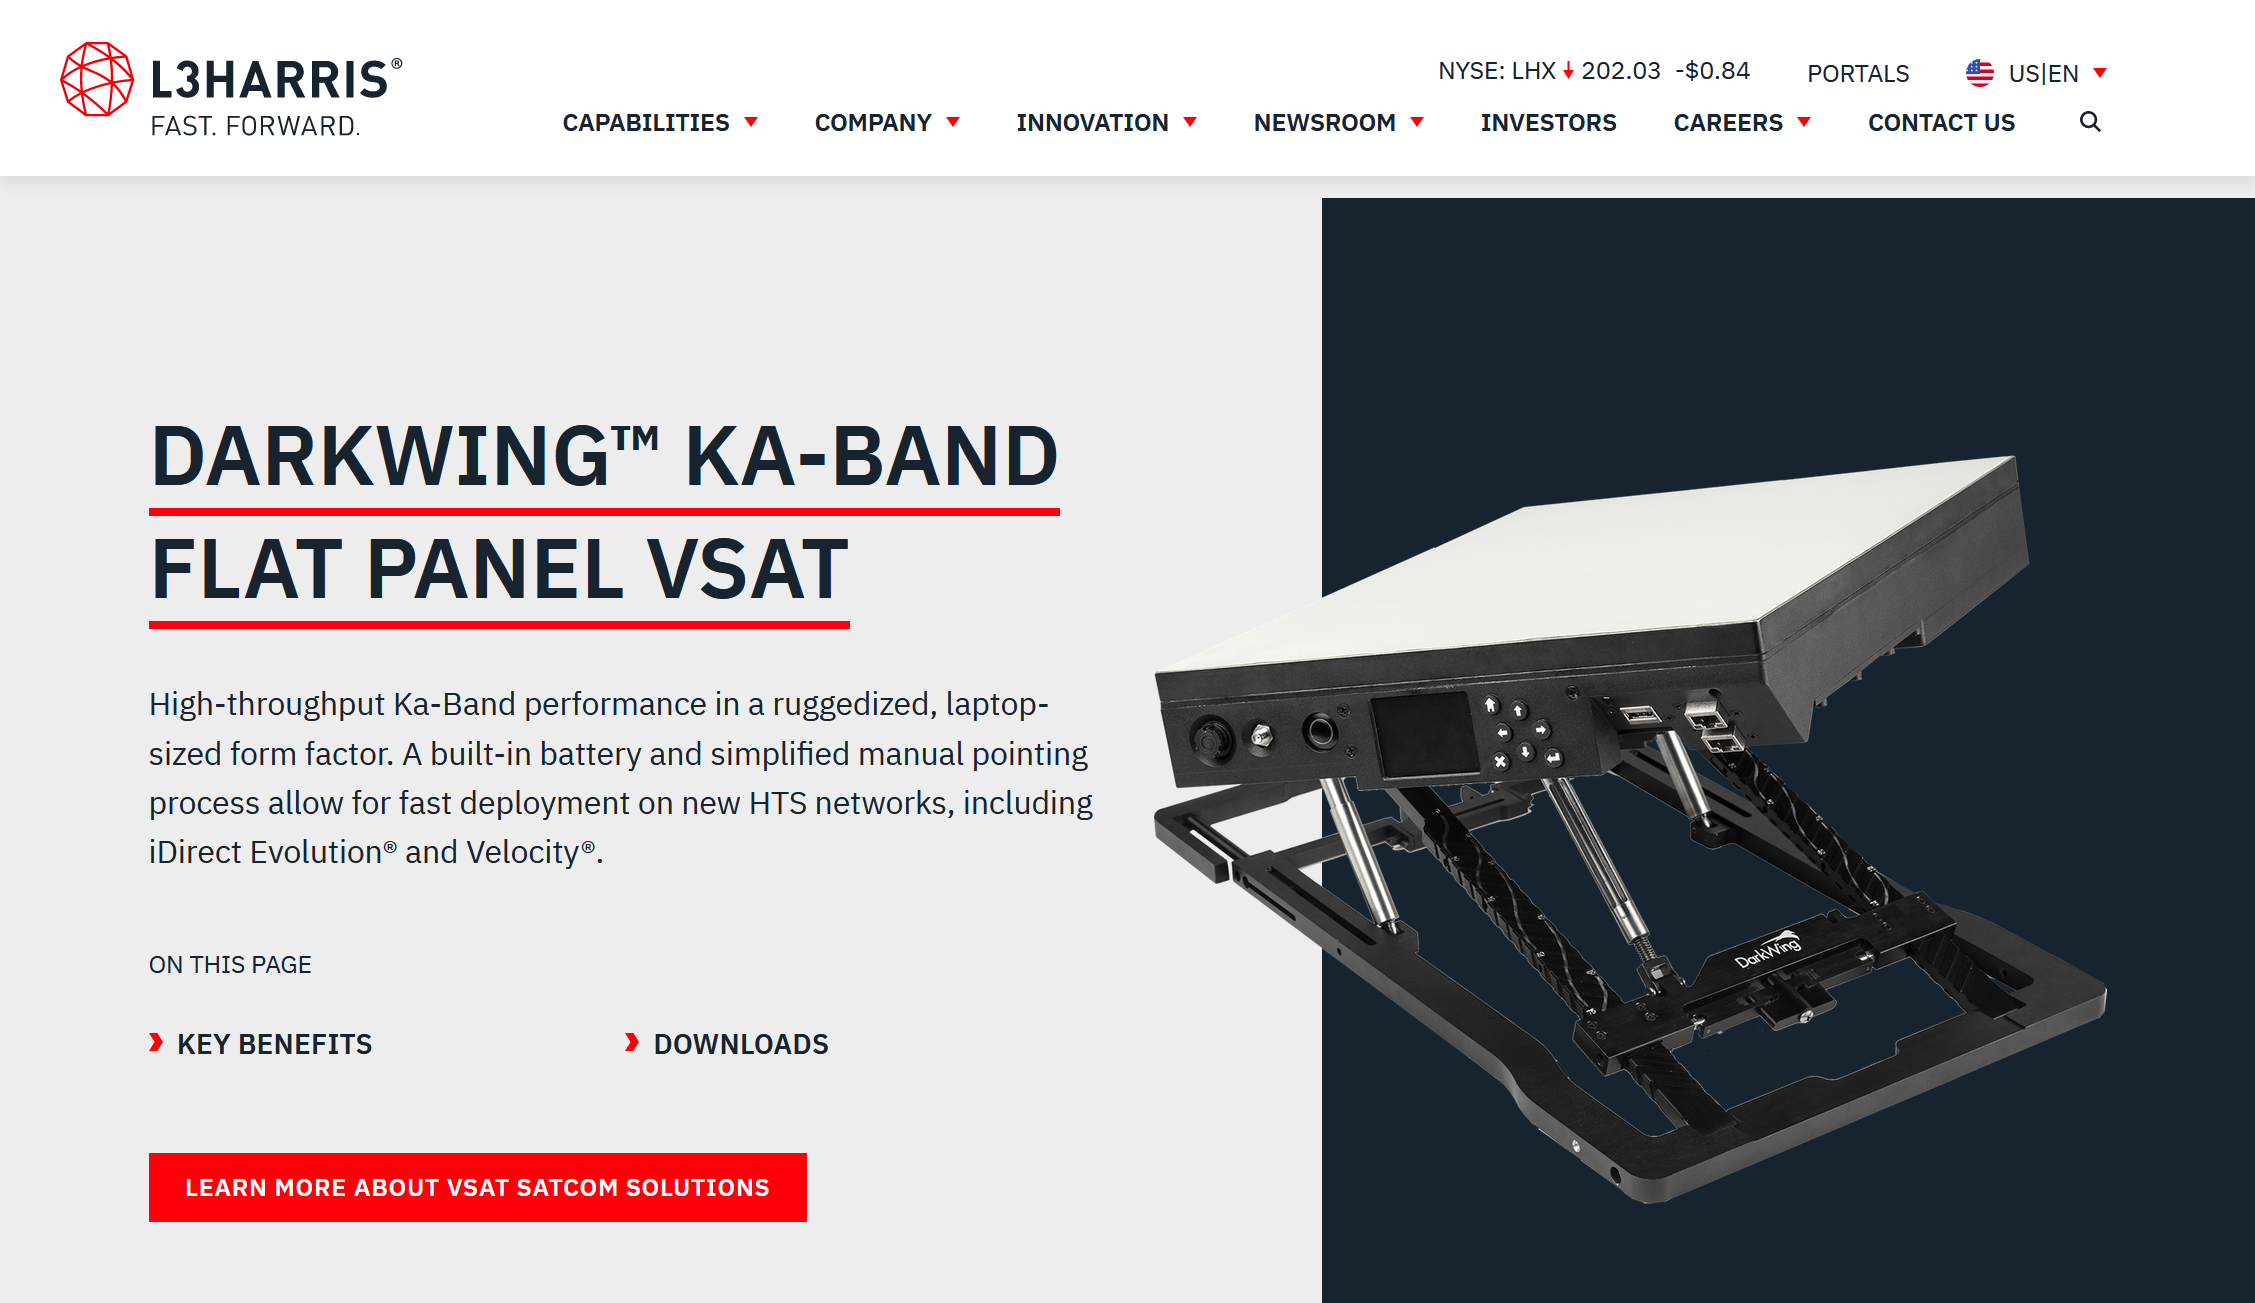 L3HARRIS®
FAST. FORWARD.
NYSE: LHX 202.03 -$0.84
PORTALS
US|EN
CAPABILITIES
COMPANY
INNOVATION
NEWSROOM
INVESTORS
CAREERS
CONTACT US
DARKWING™ KA-BAND
FLAT PANEL VSAT
High-throughput Ka-Band performance in a ruggedized, laptop-
sized form factor. A built-in battery and simplified manual pointing
process allow for fast deployment on new HTS networks, including
iDirect Evolution® and Velocity®.
ON THIS PAGE
KEY BENEFITS
DOWNLOADS
LEARN MORE ABOUT VSAT SATCOM SOLUTIONS
DarkWing